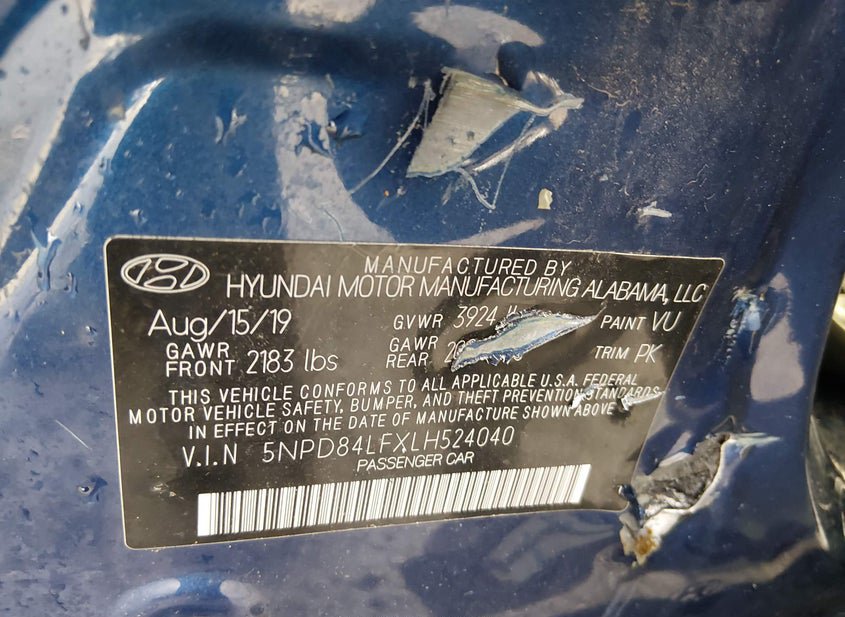 MANUFACTURED BY
HYUNDAI MOTOR MANUFACTURING ALABAMA, LLC
Aug/15/19 GVWR 3924 PAINT VU
GAWR FRONT 2183 lbs GAWR REAR TRIM PK
THIS VEHICLE CONFORMS TO ALL APPLICABLE U.S.A. FEDERAL
MOTOR VEHICLE SAFETY, BUMPER, AND THEFT PREVENTION STANDARDS
IN EFFECT ON THE DATE OF MANUFACTURE SHOWN ABOVE
V.I.N 5NPD84LFXLH524040
PASSENGER CAR